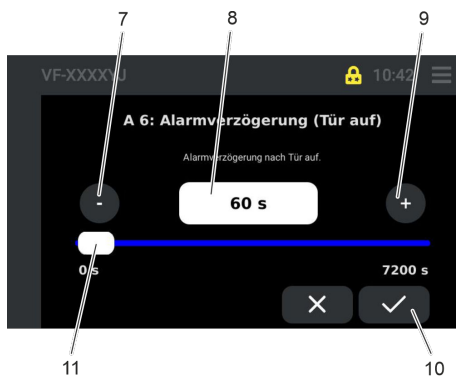 7 8 9
VF-XXXXYJ 10:42
A 6: Alarmverzögerung (Tür auf)
Alarmverzögerung nach Tür auf.
- 60 s +
0 s 7200 s
11 10